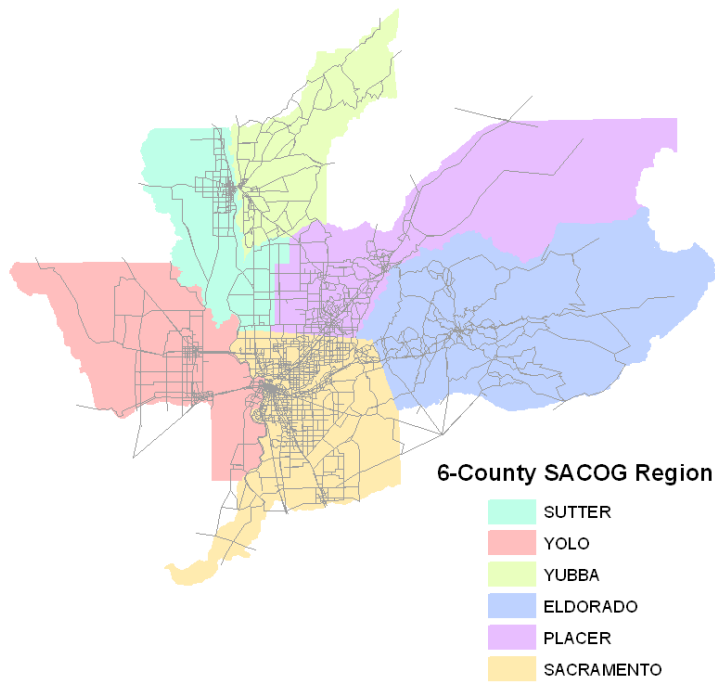 6-County SACOG Region
SUTTER
YOLO
YUBBA
ELDORADO
PLACER
SACRAMENTO